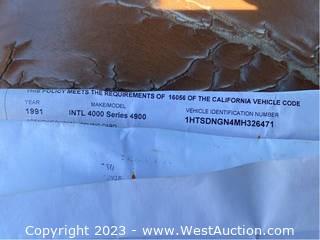 THIS POLICY MEETS THE REQUIREMENTS OF 16056 OF THE CALIFORNIA VEHICLE CODE
YEAR MAKE/MODEL VEHICLE IDENTIFICATION NUMBER
1991 INTL 4000 Series 4900 1HTSDNGN4MH326471
Copyright 2023 - www.WestAuction.com